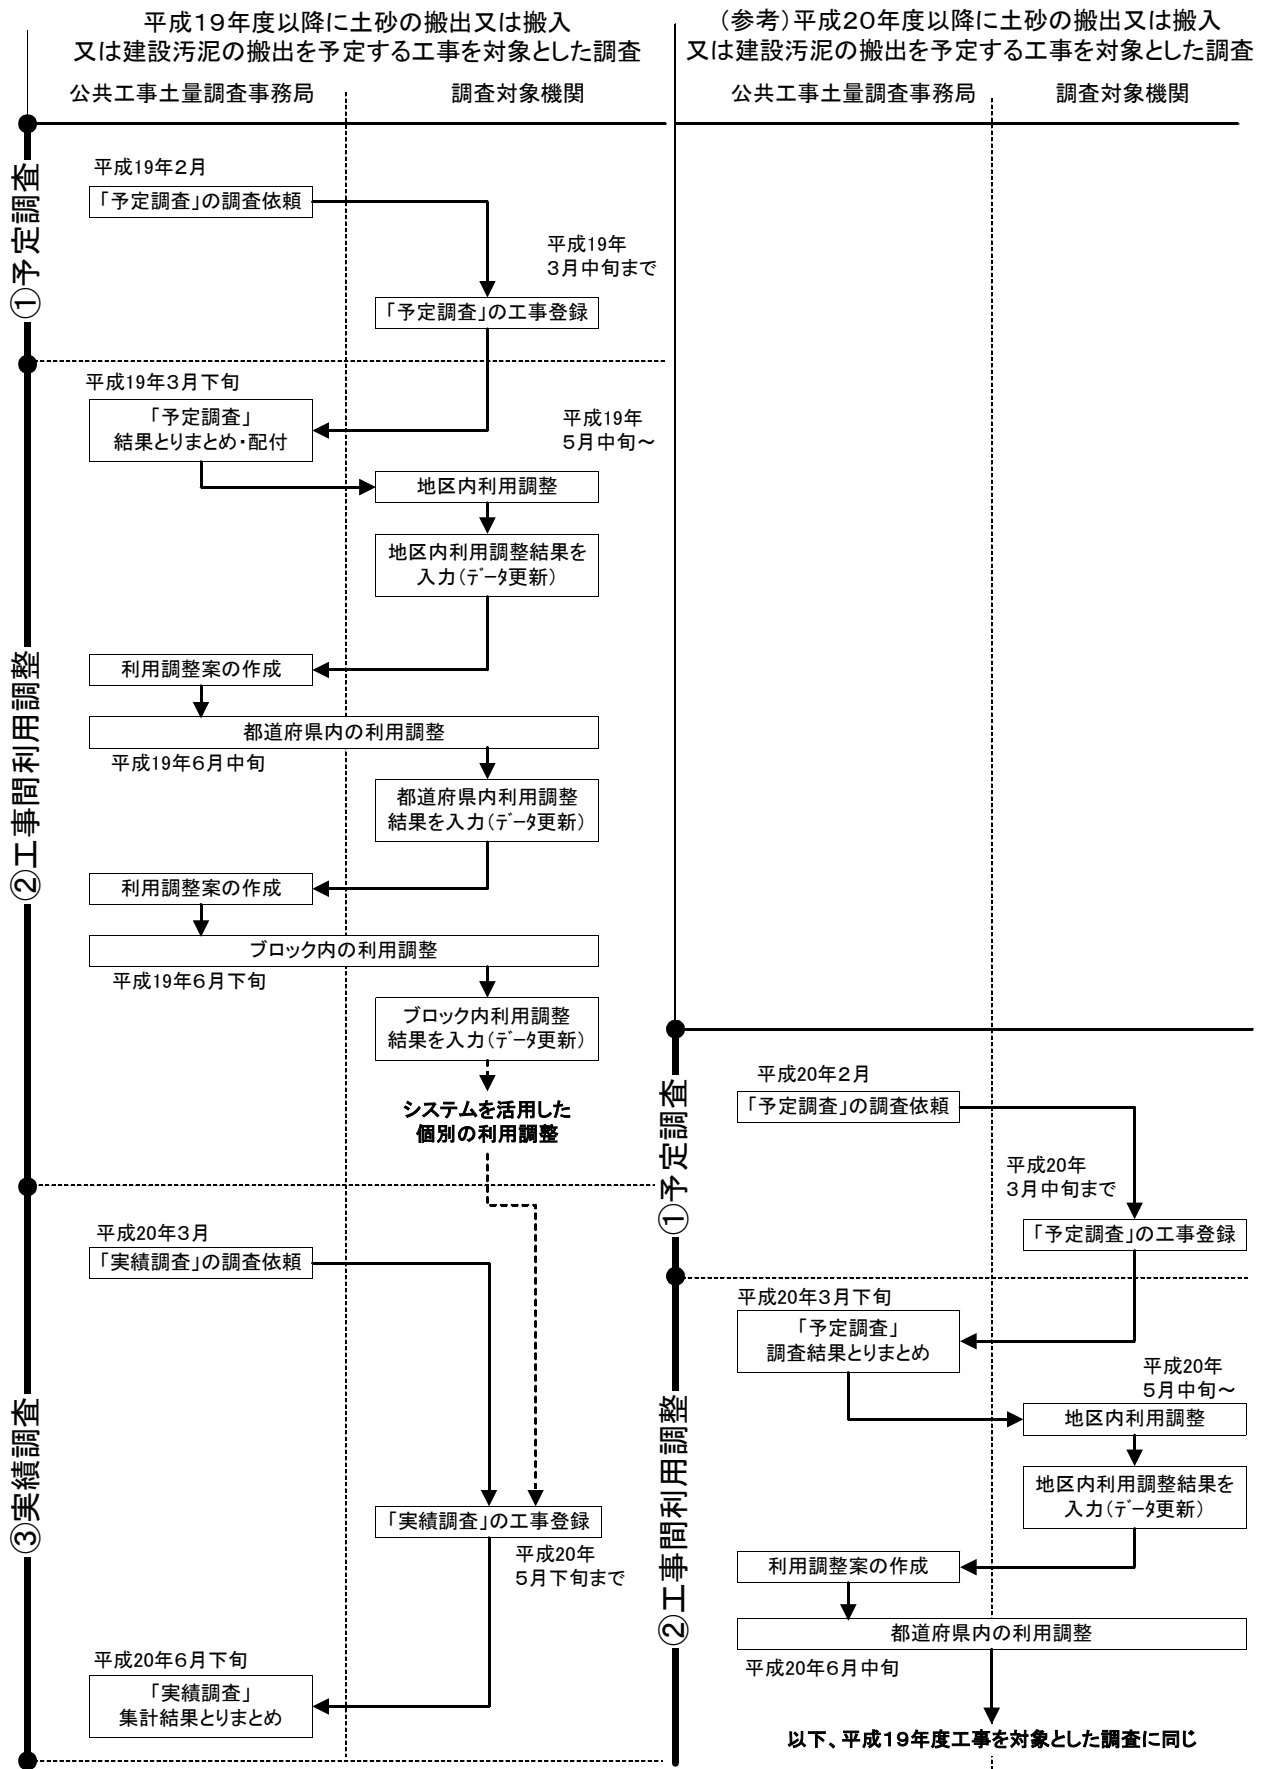 平成１９年度以降に土砂の搬出又は搬入
又は建設汚泥の搬出を予定する工事を対象とした調査
公共工事土量調査事務局
調査対象機関
①予定調査
平成19年２月
「予定調査」の調査依頼
平成19年
３月中旬まで
「予定調査」の工事登録
②工事間利用調整
平成19年３月下旬
「予定調査」
結果とりまとめ・配付
平成19年
５月中旬～
地区内利用調整
地区内利用調整結果を
入力（ﾃﾞｰﾀ更新）
利用調整案の作成
都道府県内の利用調整
平成19年６月中旬
都道府県内利用調整
結果を入力（ﾃﾞｰﾀ更新）
利用調整案の作成
ブロック内の利用調整
平成19年６月下旬
ブロック内利用調整
結果を入力（ﾃﾞｰﾀ更新）
システムを活用した
個別の利用調整
③実績調査
平成20年３月
「実績調査」の調査依頼
「実績調査」の工事登録
平成20年
５月下旬まで
平成20年６月下旬
「実績調査」
集計結果とりまとめ
（参考）平成２０年度以降に土砂の搬出又は搬入
又は建設汚泥の搬出を予定する工事を対象とした調査
公共工事土量調査事務局
調査対象機関
①予定調査
平成20年２月
「予定調査」の調査依頼
平成20年
３月中旬まで
「予定調査」の工事登録
②工事間利用調整
平成20年３月下旬
「予定調査」
調査結果とりまとめ
平成20年
５月中旬～
地区内利用調整
地区内利用調整結果を
入力（ﾃﾞｰﾀ更新）
利用調整案の作成
都道府県内の利用調整
平成20年６月中旬
以下、平成１９年度工事を対象とした調査に同じ